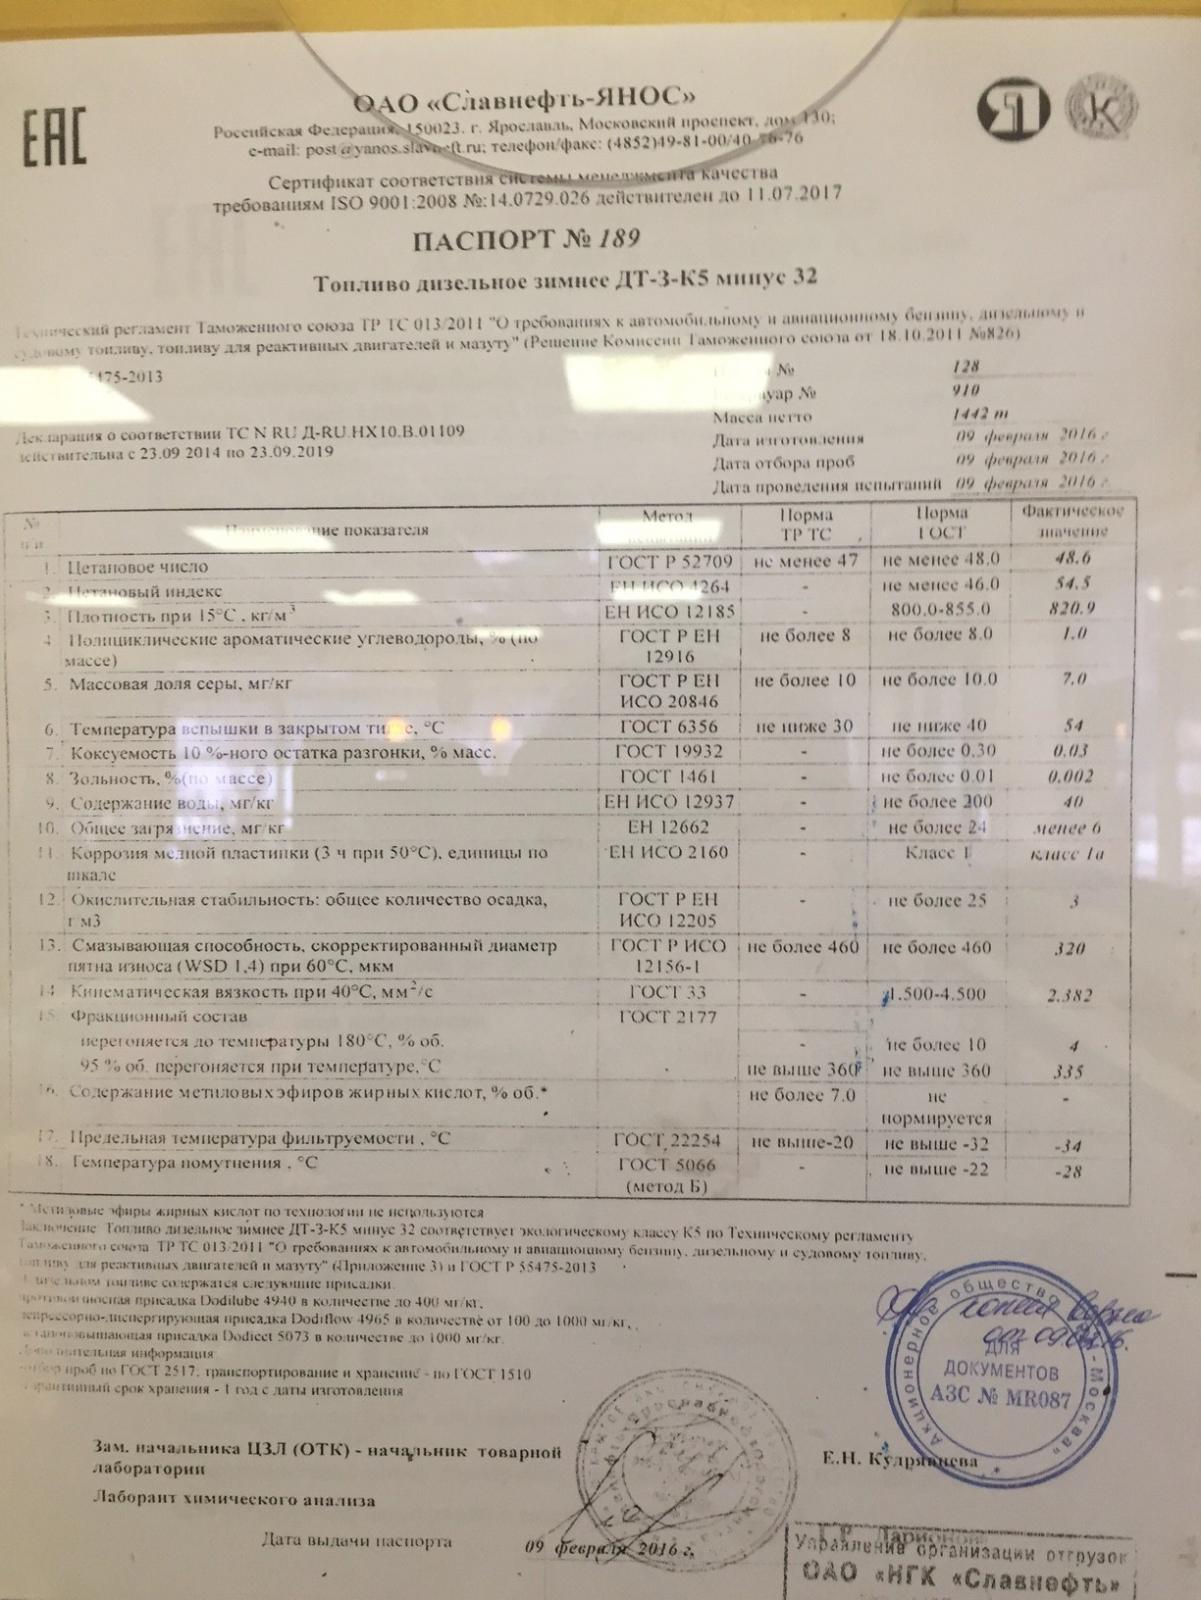 ЕАС
ОАО «Славнефть-ЯНОС»
Российская Федерация, 150023, г. Ярославль, Московский проспект, дом 130;
e-mail: post@yanos.slavneft.ru; телефон/факс: (4852)49-81-00/40-76-76
Сертификат соответствия системы менеджмента качества
требованиям ISO 9001:2008 №:14.0729.026 действителен до 11.07.2017
ПАСПОРТ № 189
Топливо дизельное зимнее ДТ-З-К5 минус 32
Технический регламент Таможенного союза ТР ТС 013/2011 "О требованиях к автомобильному и авиационному бензину, дизельному и
судовому топливу, топливу для реактивных двигателей и мазуту" (Решение Комиссии Таможенного союза от 18.10.2011 №826)
475-2013
№ 128
№ 910
Масса нетто 1442 т
Декларация о соответствии ТС N RU Д-RU.НХ10.В.01109
действительна с 23.09 2014 по 23.09.2019
Дата изготовления 09 февраля 2016 г
Дата отбора проб 09 февраля 2016 г
Дата проведения испытаний 09 февраля 2016 г.
№ п/п Наименование показателя Метод Норма ТР ТС Норма ГОСТ Фактическое значение
1. Цетановое число ГОСТ Р 52709 не менее 47 не менее 48.0 48.6
2. Цетановый индекс ЕН ИСО 4264 - не менее 46.0 54.5
3. Плотность при 15°С , кг/м3 ЕН ИСО 12185 - 800.0-855.0 820.9
4. Полициклические ароматические углеводороды, % (по ГОСТ Р ЕН не более 8 не более 8.0 1.0
массе) 12916
5. Массовая доля серы, мг/кг ГОСТ Р ЕН не более 10 не более 10.0 7.0
ИСО 20846
6. Температура вспышки в закрытом тигле, °С ГОСТ 6356 не ниже 30 не ниже 40 54
7. Коксуемость 10 %-ного остатка разгонки, % масс. ГОСТ 19932 - не более 0.30 0.03
8. Зольность, %(по массе) ГОСТ 1461 - не более 0.01 0.002
9. Содержание воды, мг/кг ЕН ИСО 12937 - не более 200 40
10. Общее загрязнение, мг/кг ЕН 12662 - не более 24 менее 6
11. Коррозия медной пластинки (3 ч при 50°С), единицы по ЕН ИСО 2160 - Класс 1 класс 1а
шкале
12. Окислительная стабильность: общее количество осадка, ГОСТ Р ЕН - не более 25 3
г/м3 ИСО 12205
13. Смазывающая способность, скорректированный диаметр ГОСТ Р ИСО не более 460 не более 460 320
пятна износа (WSD 1,4) при 60°С, мкм 12156-1
14. Кинематическая вязкость при 40°С, мм2/с ГОСТ 33 - 1.500-4.500 2.382
15. Фракционный состав ГОСТ 2177
перегоняется до температуры 180°С, % об. - не более 10 4
95 % об. перегоняется при температуре,°С не выше 360 не выше 360 335
16. Содержание метиловых эфиров жирных кислот, % об.* не более 7.0 не -
нормируется
17. Предельная температура фильтруемости , °С ГОСТ 22254 не выше-20 не выше -32 -34
18. Температура помутнения , °С ГОСТ 5066 - не выше -22 -28
(метод Б)
* Метиловые эфиры жирных кислот по технологии не используются
Заключение: Топливо дизельное зимнее ДТ-З-К5 минус 32 соответствует экологическому классу К5 по Техническому регламенту
Таможенного союза ТР ТС 013/2011 "О требованиях к автомобильному и авиационному бензину, дизельному и судовому топливу,
топливу для реактивных двигателей и мазуту" (Приложение 3) и ГОСТ Р 55475-2013
топливе содержатся следующие присадки:
противоизносная присадка Dodilube 4940 в количестве до 400 мг/кг,
депрессорно-диспергирующая присадка Dodiflow 4965 в количестве от 100 до 1000 мг/кг,
цетаноповышающая присадка Dodicet 5073 в количестве до 1000 мг/кг.
Дополнительная информация
отбор проб по ГОСТ 2517, транспортирование и хранение - по ГОСТ 1510
Гарантийный срок хранения - 1 год с даты изготовления
копия верна
Акционерное общество
Москва»
ДЛЯ
ДОКУМЕНТОВ
АЗС № MR087
Зам. начальника ЦЗЛ (ОТК) - начальник товарной
лаборатории
Е.Н. Кудрявцева
Лаборант химического анализа
Г.Р. Ларионова
Дата выдачи паспорта 09 февраля 2016 г.
Управление организации отгрузок
ОАО «НГК «Славнефть»